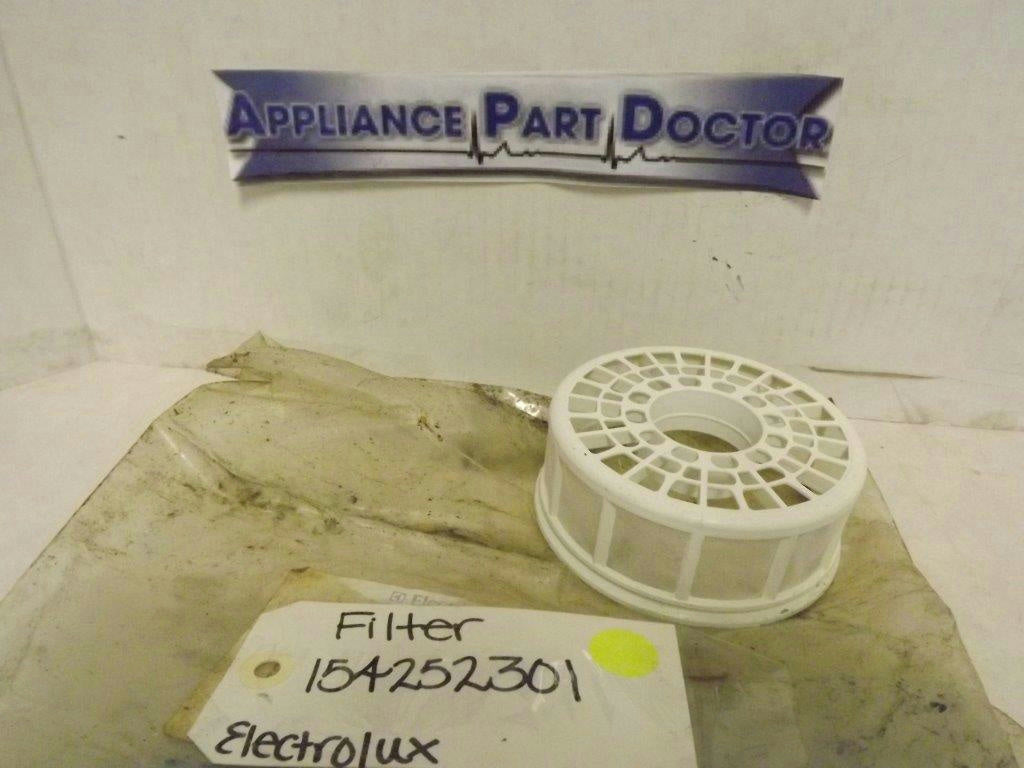 APPLIANCE PART DOCTOR
Filter
154252301
Electrolux